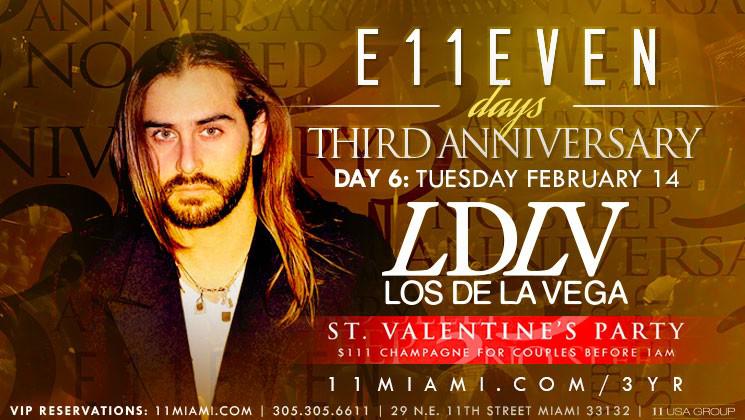 E11EVEN
days
THIRD ANNIVERSARY
DAY 6: TUESDAY FEBRUARY 14
LDLV
LOS DE LA VEGA
ST. VALENTINE'S PARTY
$111 CHAMPAGNE FOR COUPLES BEFORE 1AM
11MIAMI.COM/3YR
VIP RESERVATIONS: 11MIAMI.COM | 305.305.6611 | 29 N.E. 11TH STREET MIAMI 33132 | 11 USA GROUP